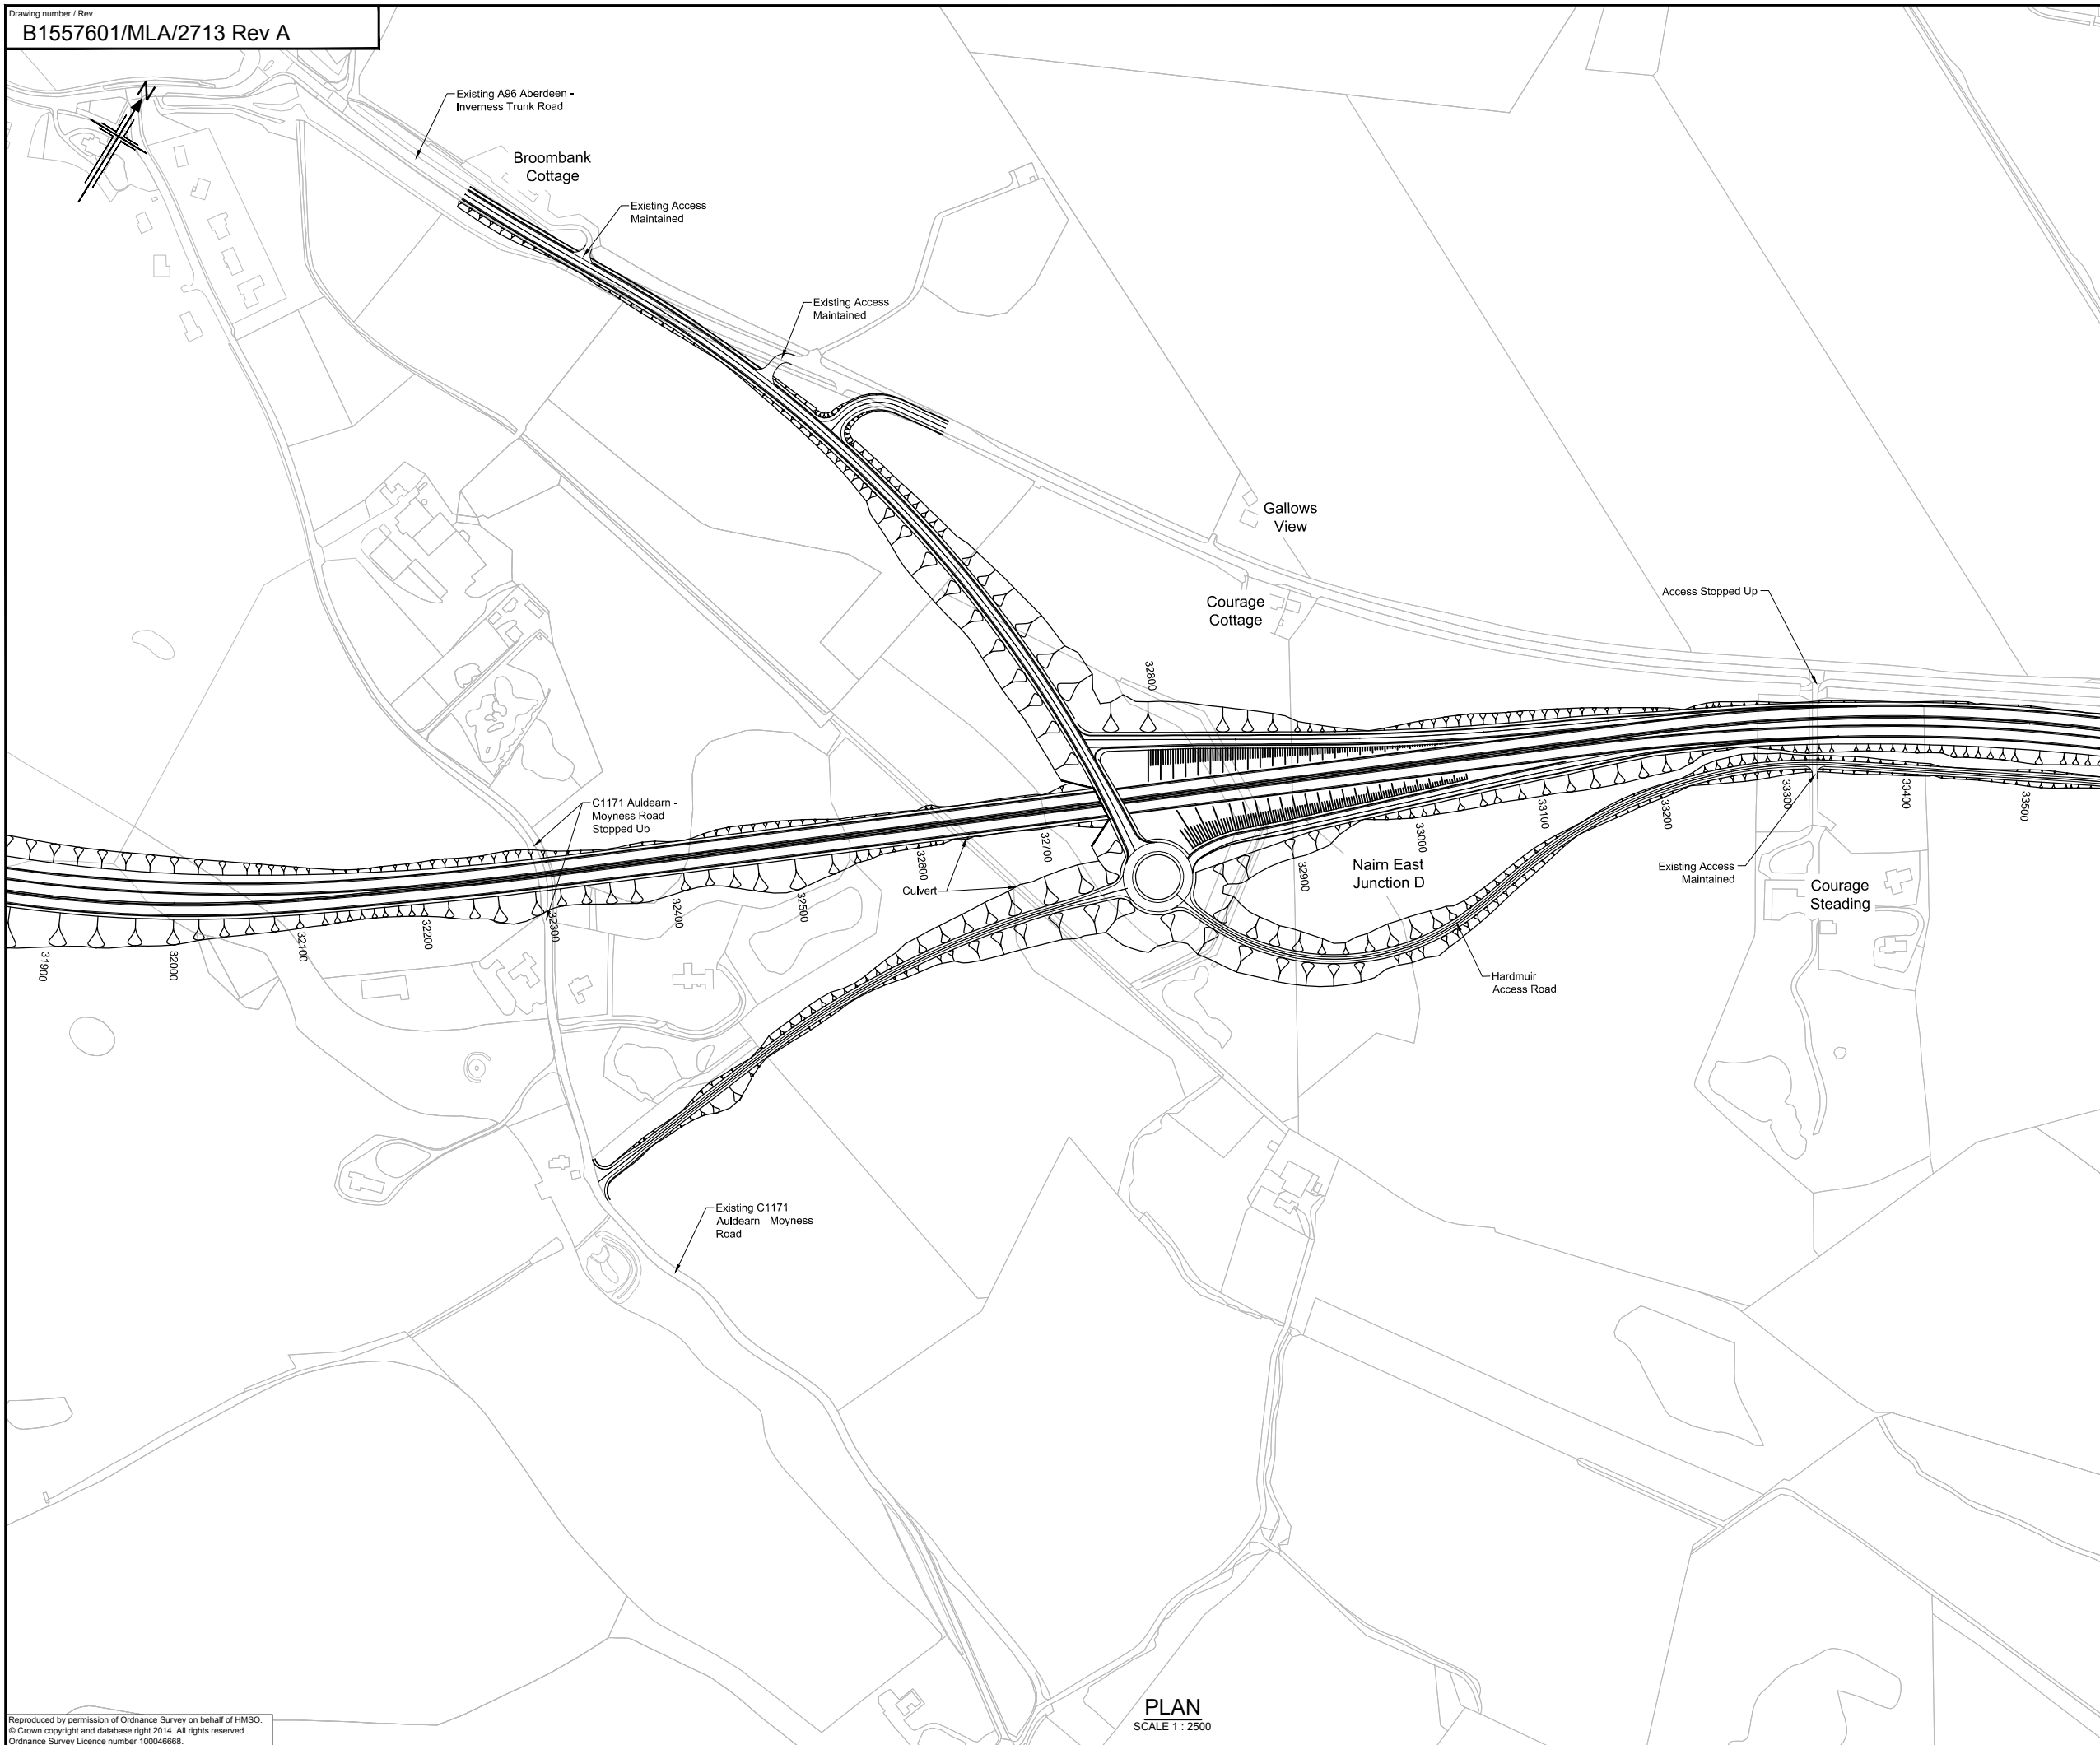 Drawing number / Rev
B1557601/MLA/2713 Rev A
N
Existing A96 Aberdeen -
Inverness Trunk Road
Broombank
Cottage
Existing Access
Maintained
Existing Access
Maintained
Gallows
View
Courage
Cottage
Access Stopped Up
32800
C1171 Auldearn -
Moyness Road
Stopped Up
Culvert
Nairn East
Junction D
Existing Access
Maintained
Courage
Steading
Hardmuir
Access Road
31900
32000
32100
32200
32300
32400
32500
32600
32700
32900
33000
33100
33200
33300
33400
33500
Existing C1171
Auldearn - Moyness
Road
PLAN
SCALE 1 : 2500
Reproduced by permission of Ordnance Survey on behalf of HMSO.
© Crown copyright and database right 2014. All rights reserved.
Ordnance Survey Licence number 100046668.